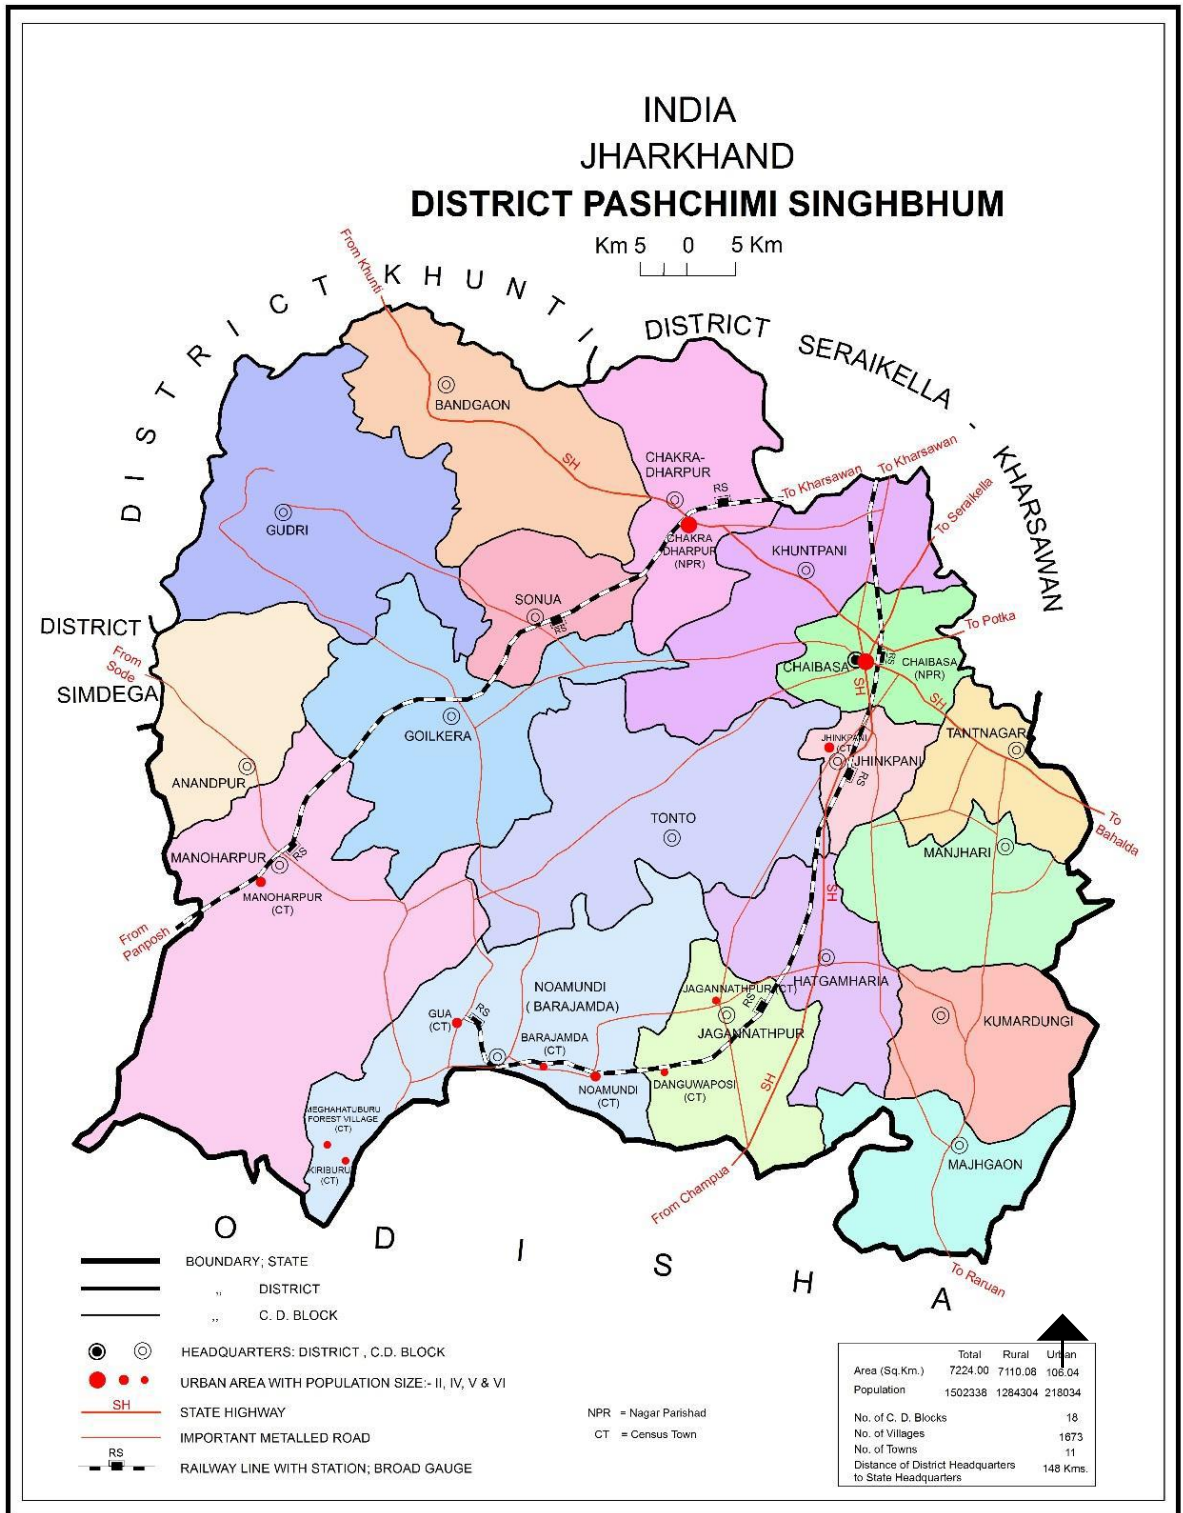 INDIA
JHARKHAND
DISTRICT PASHCHIMI SINGHBHUM
Km 5 0 5 Km
From Khunti
DISTRICT KHUNTI
DISTRICT SERAIKELLA - KHARSAWAN
BANDGAON
SH
CHAKRA-
DHARPUR
RS
To Kharsawan
To Kharsawan
To Seraikella
GUDRI
CHAKRA
DHARPUR
(NPR)
KHUNTPANI
SONUA
RS
DISTRICT
SIMDEGA
From
Sode
To Potka
CHAIBASA
RS
CHAIBASA
(NPR)
SH
SH
GOILKERA
TANTNAGAR
JHINKPANI
(CT)
JHINKPANI
RS
ANANDPUR
TONTO
To
Bahalda
MANOHARPUR
RS
MANJHARI
MANOHARPUR
(CT)
SH
From
Panposh
NOAMUNDI
( BARAJAMDA)
HATGAMHARIA
JAGANNATHPUR (CT)
RS
GUA
(CT)
RS
JAGANNATHPUR
KUMARDUNGI
BARAJAMDA
(CT)
NOAMUNDI
(CT)
DANGUWAPOSI
(CT)
SH
MEGHAHATUBURU
FOREST VILLAGE
(CT)
KIRIBURU
(CT)
MAJHGAON
From Champua
ODISHA
To Raruan
BOUNDARY; STATE
,, DISTRICT
,, C. D. BLOCK
HEADQUARTERS: DISTRICT , C.D. BLOCK
URBAN AREA WITH POPULATION SIZE:- II, IV, V & VI
SH STATE HIGHWAY
IMPORTANT METALLED ROAD
RS RAILWAY LINE WITH STATION; BROAD GAUGE
NPR = Nagar Parishad
CT = Census Town
Total Rural Urban
Area (Sq.Km.) 7224.00 7110.08 106.04
Population 1502338 1284304 218034
No. of C. D. Blocks 18
No. of Villages 1673
No. of Towns 11
Distance of District Headquarters
to State Headquarters 148 Kms.